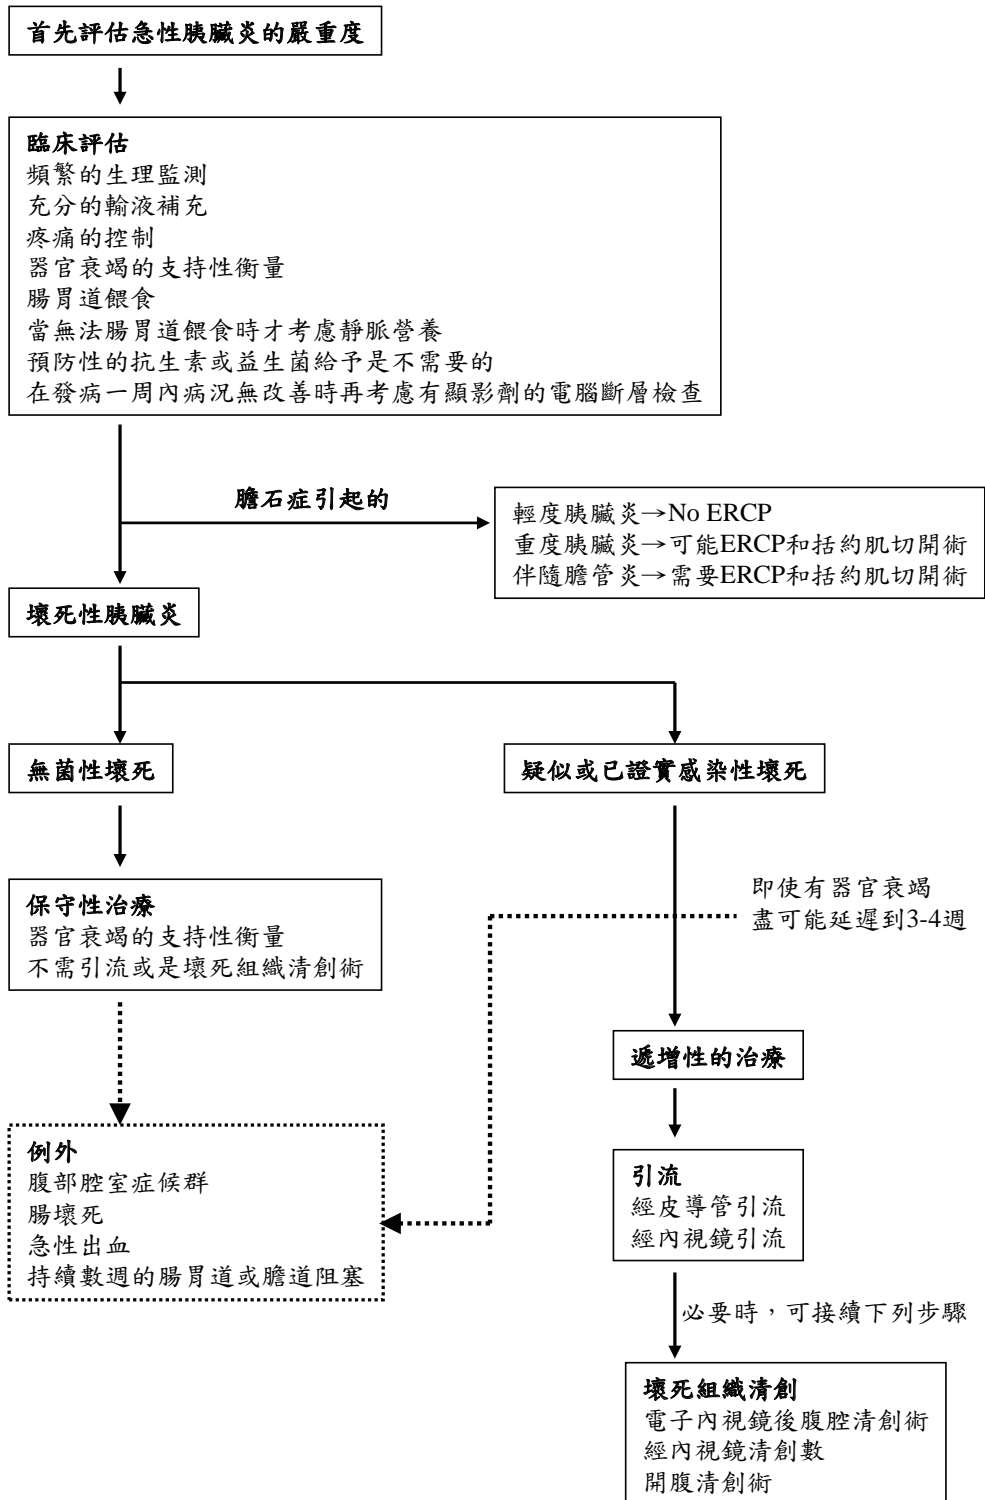 首先評估急性胰臟炎的嚴重度
臨床評估
頻繁的生理監測
充分的輸液補充
疼痛的控制
器官衰竭的支持性衡量
腸胃道餵食
當無法腸胃道餵食時才考慮靜脈營養
預防性的抗生素或益生菌給予是不需要的
在發病一周內病況無改善時再考慮有顯影劑的電腦斷層檢查
膽石症引起的
輕度胰臟炎→No ERCP
重度胰臟炎→可能ERCP和括約肌切開術
伴隨膽管炎→需要ERCP和括約肌切開術
壞死性胰臟炎
無菌性壞死
疑似或已證實感染性壞死
保守性治療
器官衰竭的支持性衡量
不需引流或是壞死組織清創術
即使有器官衰竭
盡可能延遲到3-4週
遞增性的治療
例外
腹部腔室症候群
腸壞死
急性出血
持續數週的腸胃道或膽道阻塞
引流
經皮導管引流
經內視鏡引流
必要時，可接續下列步驟
壞死組織清創
電子內視鏡後腹腔清創術
經內視鏡清創數
開腹清創術